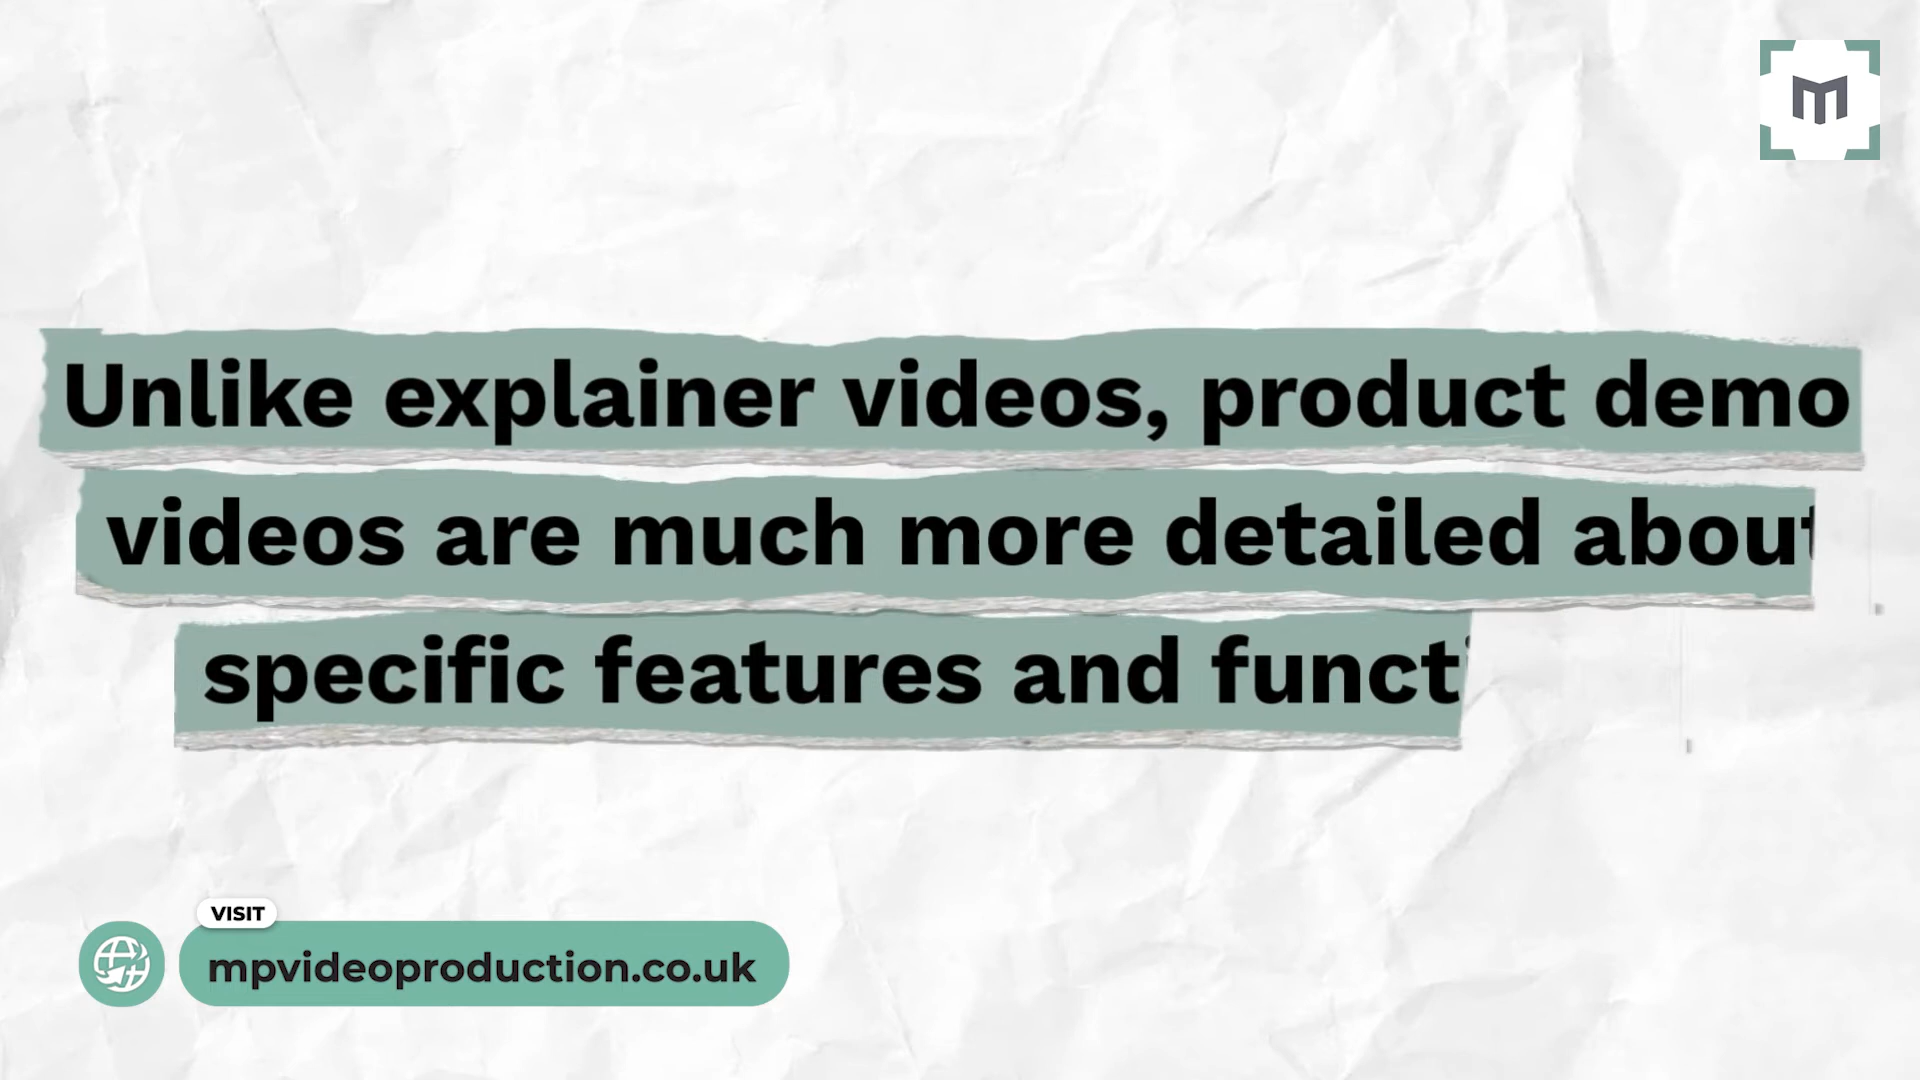 Unlike explainer videos, product demo
videos are much more detailed about
specific features and funct
VISIT
mpvideoproduction.co.uk